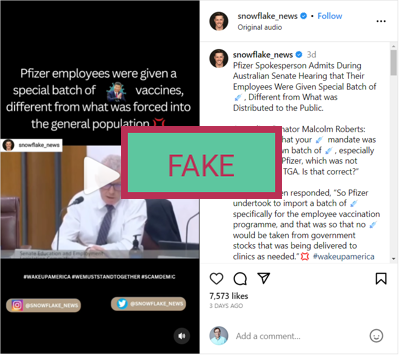 snowflake_news • Follow
Original audio
Pfizer employees were given a
special batch of vaccines,
different from what was forced into
the general population
snowflake_news
FAKE
Senate Education and Employment
#WAKEUPAMERICA #WEMUSTSTANDTOGETHER #SCAMDEMIC
@SNOWFLAKE_NEWS
@SNOWFLAKE_NEWS
snowflake_news 3d
Pfizer Spokesperson Admits During
Australian Senate Hearing that Their
Employees Were Given Special Batch of
, Different from What was
Distributed to the Public.
nator Malcolm Roberts:
that your mandate was
wn batch of , especially
Pfizer, which was not
TGA. Is that correct?"
en responded, "So Pfizer
undertook to import a batch of
specifically for the employee vaccination
programme, and that was so that no
would be taken from government
stocks that was being delivered to
clinics as needed." #wakeupamerica
7,573 likes
3 DAYS AGO
Add a comment...